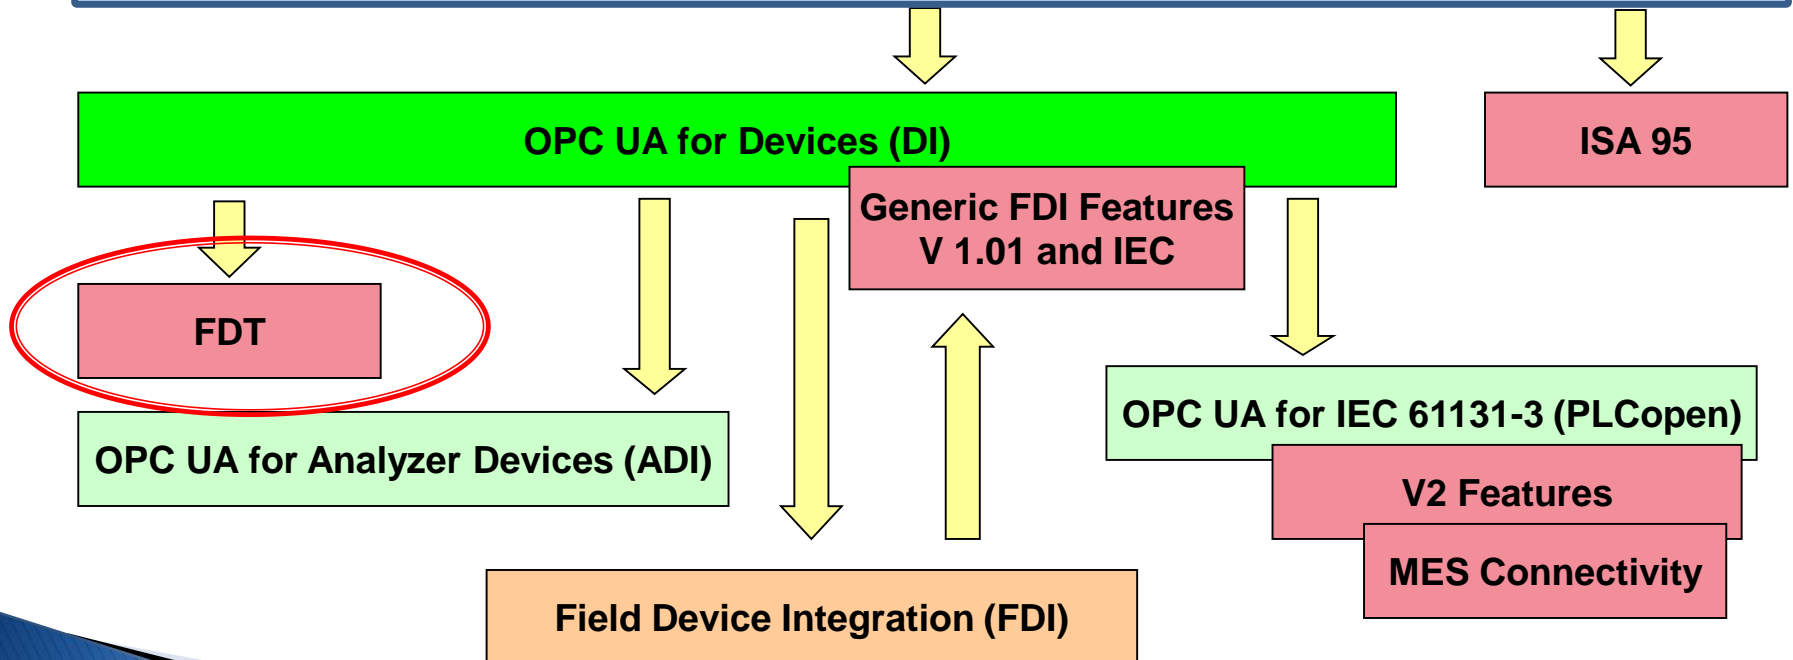 OPC UA for Devices (DI)
ISA 95
Generic FDI Features
V 1.01 and IEC
FDT
OPC UA for IEC 61131-3 (PLCopen)
OPC UA for Analyzer Devices (ADI)
V2 Features
MES Connectivity
Field Device Integration (FDI)